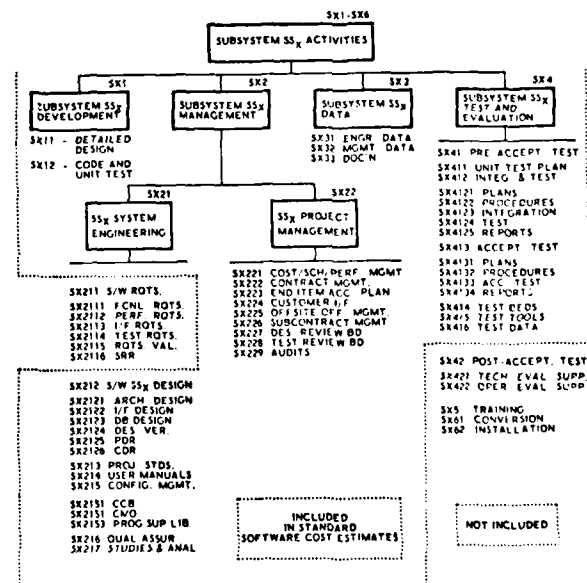 SX1-SX6
SUBSYSTEM SSX ACTIVITIES
SX1
SUBSYSTEM SSX
DEVELOPMENT
SX11 - DETAILED
DESIGN
SX12 - CODE AND
UNIT TEST
SX2
SUBSYSTEM SSX
MANAGEMENT
SX3
SUBSYSTEM SSX
DATA
SX31 ENGR DATA
SX32 MGMT DATA
SX33 DOC'N
SX4
SUBSYSTEM SSX
TEST AND
EVALUATION
SX41 PRE ACCEPT TEST
SX411 UNIT TEST PLAN
SX412 INTEG & TEST
SX4121 PLANS
SX4122 PROCEDURES
SX4123 INTEGRATION
SX4124 TEST
SX4125 REPORTS
SX413 ACCEPT TEST
SX4131 PLANS
SX4132 PROCEDURES
SX4133 ACC TEST
SX4134 REPORTS
SX414 TEST BEDS
SX415 TEST TOOLS
SX416 TEST DATA
SX42 POST-ACCEPT. TEST
SX421 TECH EVAL SUPP.
SX422 OPER EVAL SUPP.
SX5 TRAINING
SX61 CONVERSION
SX62 INSTALLATION
SX21
SSX SYSTEM
ENGINEERING
SX211 S/W RQTS.
SX2111 FCNL RQTS.
SX2112 PERF. RQTS.
SX2113 I/F RQTS.
SX2114 TEST RQTS.
SX2115 RQTS. VAL.
SX2116 SRR
SX212 S/W SSX DESIGN
SX2121 ARCH DESIGN
SX2122 I/F DESIGN
SX2123 DB DESIGN
SX2124 DES VER.
SX2125 PDR
SX2126 CDR
SX213 PROJ STDS.
SX214 USER MANUALS
SX215 CONFIG. MGMT.
SX2151 CCB
SX2151 CMO
SX2153 PROG SUP LIB
SX216 QUAL ASSUR
SX217 STUDIES & ANAL
SX22
SSX PROJECT
MANAGEMENT
SX221 COST/SCH/PERF. MGMT
SX222 CONTRACT MGMT.
SX223 END ITEM ACC PLAN
SX224 CUSTOMER I/F
SX225 OFFSITE OFF. MGMT
SX226 SUBCONTRACT MGMT
SX227 DES REVIEW BD
SX228 TEST REVIEW BD
SX229 AUDITS
INCLUDED
IN STANDARD
SOFTWARE COST ESTIMATES
NOT INCLUDED